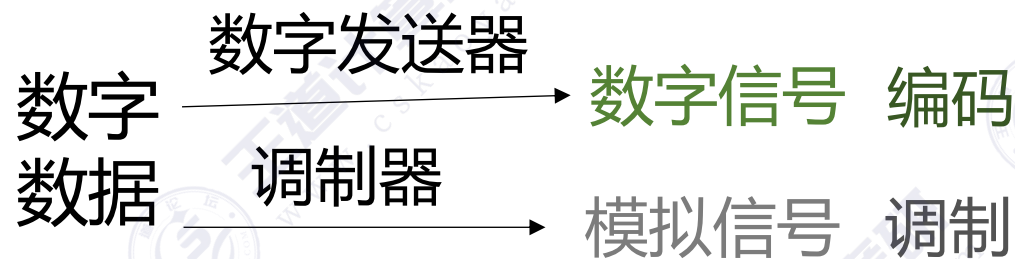 数字发送器
数字
数据
数字信号 编码
调制器
模拟信号 调制